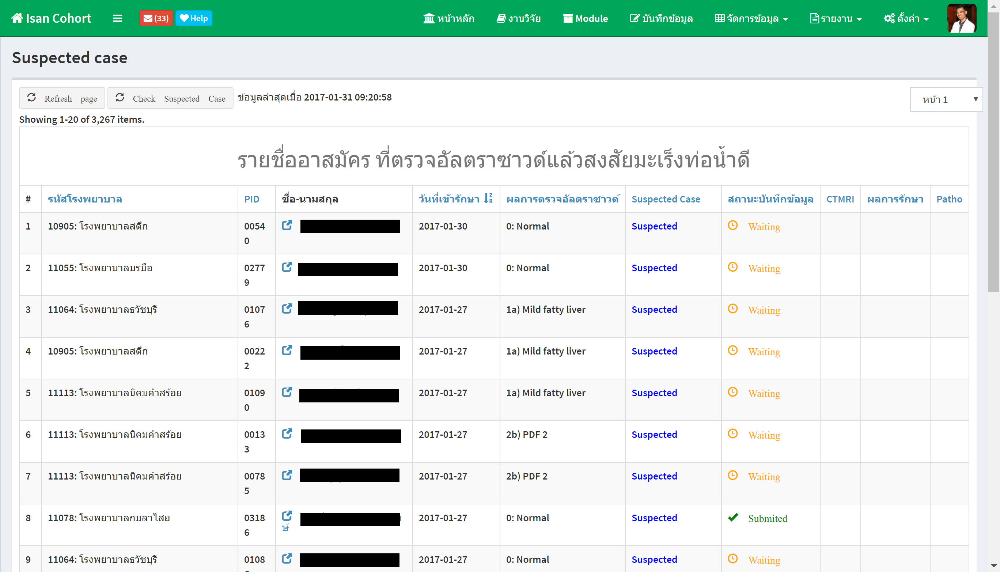 Isan Cohort (33) Help หน้าหลัก งานวิจัย Module บันทึกข้อมูล จัดการข้อมูล รายงาน ตั้งค่า
Suspected case
Refresh page Check Suspected Case ข้อมูลล่าสุดเมื่อ 2017-01-31 09:20:58 หน้า 1
Showing 1-20 of 3,267 items.
รายชื่ออาสมัคร ที่ตรวจอัลตราซาวด์แล้วสงสัยมะเร็งท่อน้ำดี
# รหัสโรงพยาบาล PID ชื่อ-นามสกุล วันที่เข้ารักษา ผลการตรวจอัลตราซาวด์ Suspected Case สถานะบันทึกข้อมูล CTMRI ผลการรักษา Patho
1 10905: โรงพยาบาลสตึก 0054 2017-01-30 0: Normal Suspected Waiting
0
2 11055: โรงพยาบาลบรบือ 0277 2017-01-30 0: Normal Suspected Waiting
9
3 11064: โรงพยาบาลธวัชบุรี 0107 2017-01-27 1a) Mild fatty liver Suspected Waiting
6
4 10905: โรงพยาบาลสตึก 0022 2017-01-27 1a) Mild fatty liver Suspected Waiting
2
5 11113: โรงพยาบาลนิคมคำสร้อย 0109 2017-01-27 1a) Mild fatty liver Suspected Waiting
0
6 11113: โรงพยาบาลนิคมคำสร้อย 0013 2017-01-27 2b) PDF 2 Suspected Waiting
3
7 11113: โรงพยาบาลนิคมคำสร้อย 0078 2017-01-27 2b) PDF 2 Suspected Waiting
5
8 11078: โรงพยาบาลกมลาไสย 0318 2017-01-27 0: Normal Suspected Submited
6 ษ์
9 11064: โรงพยาบาลธวัชบุรี 0108 2017-01-27 0: Normal Suspected Waiting